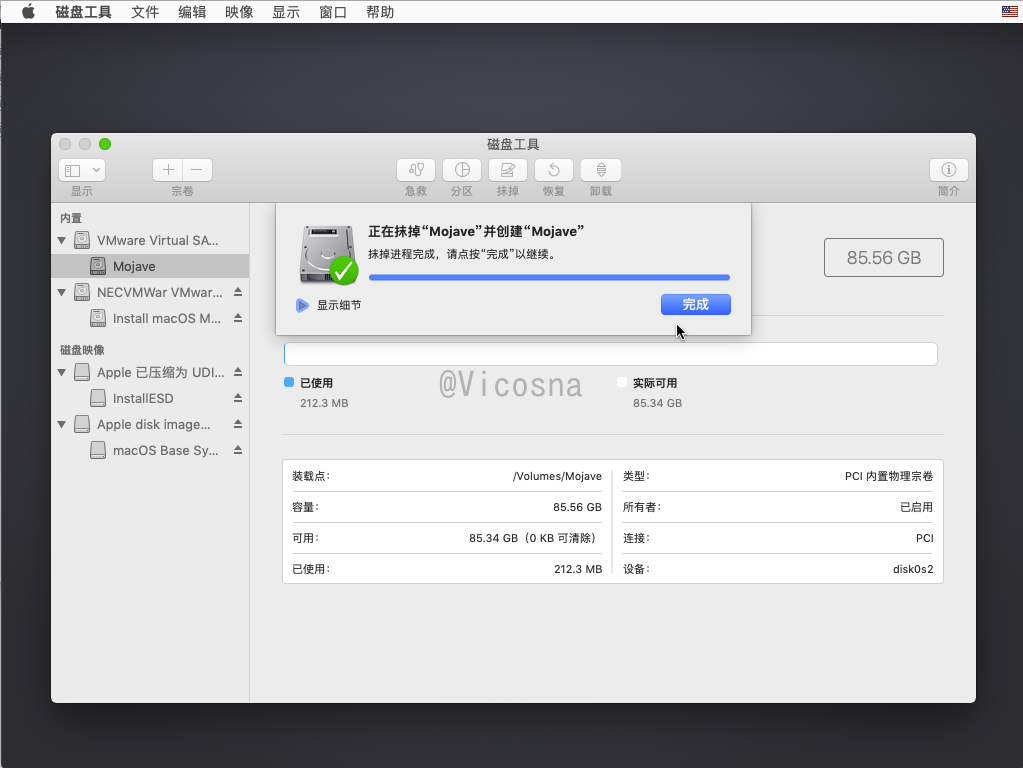 磁盘工具 文件 编辑 映像 显示 窗口 帮助
磁盘工具
显示 宗卷 急救 分区 抹掉 恢复 卸载 简介
内置
VMware Virtual SA...
Mojave
NECVMWar VMwar...
Install macOS M...
磁盘映像
Apple 已压缩为 UDI...
InstallESD
Apple disk image...
macOS Base Sy...
正在抹掉“Mojave”并创建“Mojave”
抹掉进程完成，请点按“完成”以继续。
显示细节
完成
85.56 GB
@Vicosna
已使用
212.3 MB
实际可用
85.34 GB
装载点： /Volumes/Mojave
容量： 85.56 GB
可用： 85.34 GB（0 KB 可清除）
已使用： 212.3 MB
类型： PCI 内置物理宗卷
所有者： 已启用
连接： PCI
设备： disk0s2